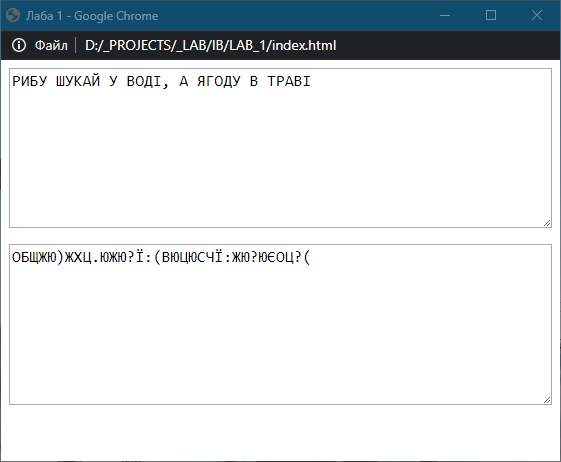 Лаба 1 - Google Chrome
Файл D:/_PROJECTS/_LAB/IB/LAB_1/index.html
РИБУ ШУКАЙ У ВОДІ, А ЯГОДУ В ТРАВІ
ОБЩЖЮ)ЖХЦ.ЮЖЮ?Ї:(ВЮЦЮСЧЇ:ЖЮ?ЮЄОЦ?(